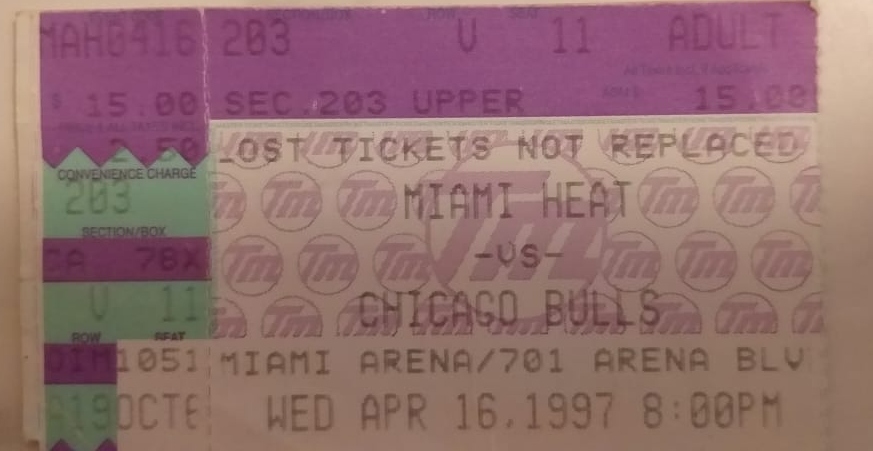 MAH0416 203 V 11 ADULT
15.00 SEC.203 UPPER 15.00
2.50 LOST TICKETS NOT REPLACED
CONVENIENCE CHARGE
203 MIAMI HEAT
SECTION/BOX
CA 78X -VS-
V 11 CHICAGO BULLS
ROW SEAT
1051 MIAMI ARENA/701 ARENA BLV
A19OCT6 WED APR 16,1997 8:00PM